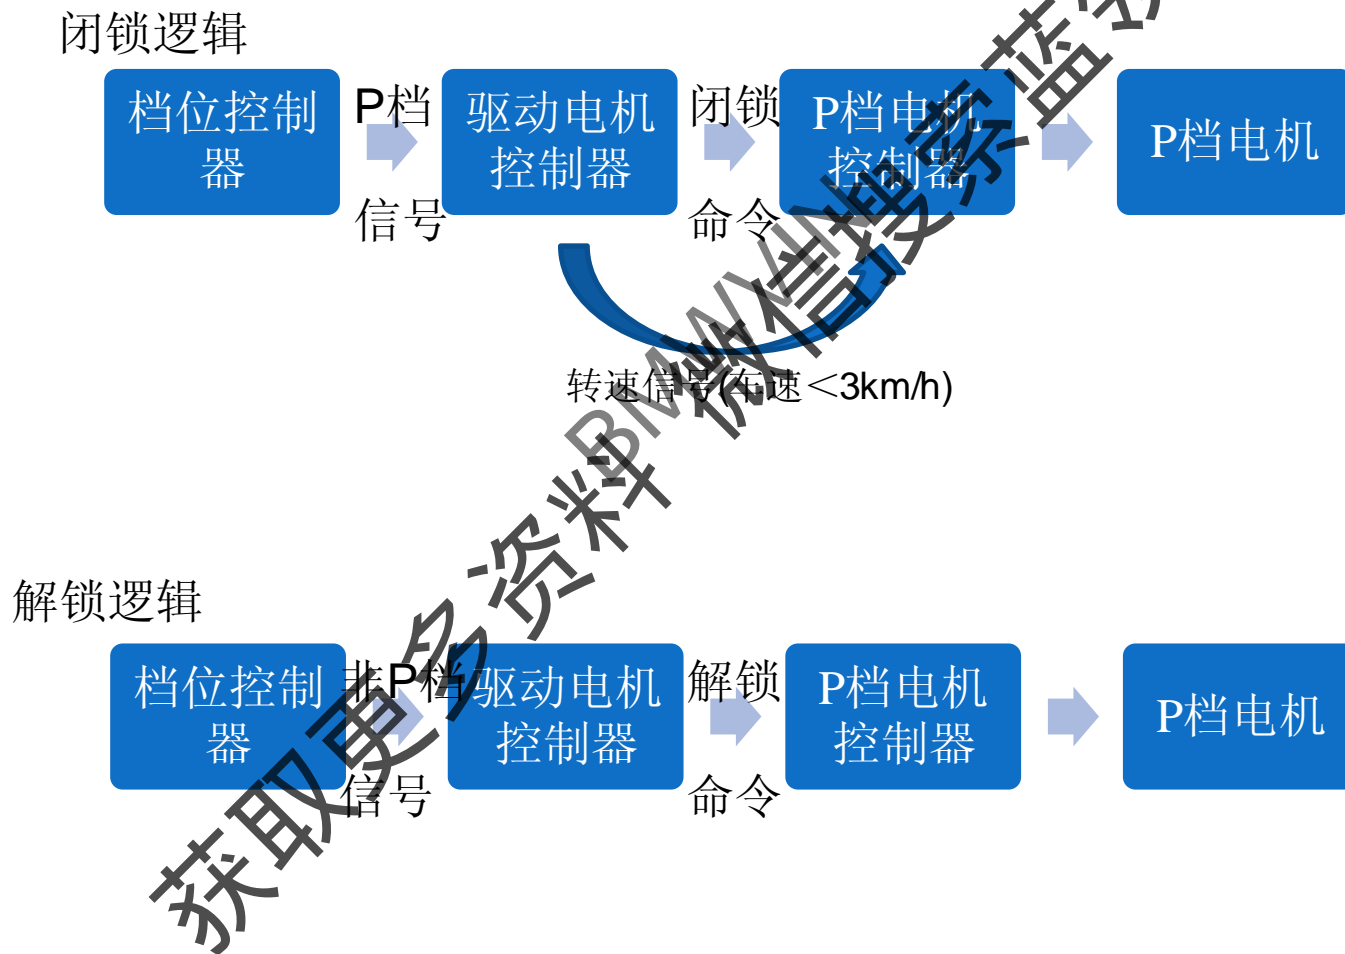 闭锁逻辑
档位控制
器
P档
信号
驱动电机
控制器
闭锁
命令
P档电机
控制器
P档电机
转速信号(车速＜3km/h)
解锁逻辑
档位控制
器
非P档
信号
驱动电机
控制器
解锁
命令
P档电机
控制器
P档电机
获取更多资料 微信搜索蓝领
BMWVIN